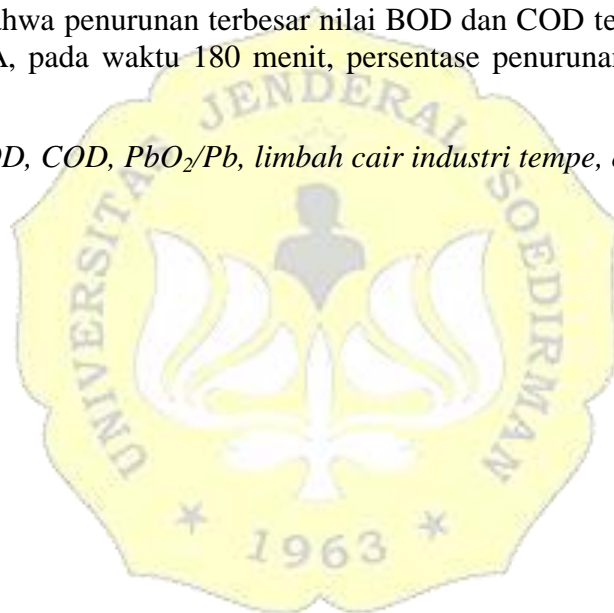 ahwa penurunan terbesar nilai BOD dan COD te
A, pada waktu 180 menit, persentase penurunan
OD, COD, PbO₂/Pb, limbah cair industri tempe,
UNIVERSITAS JENDERAL SOEDIRMAN
* 1963 *